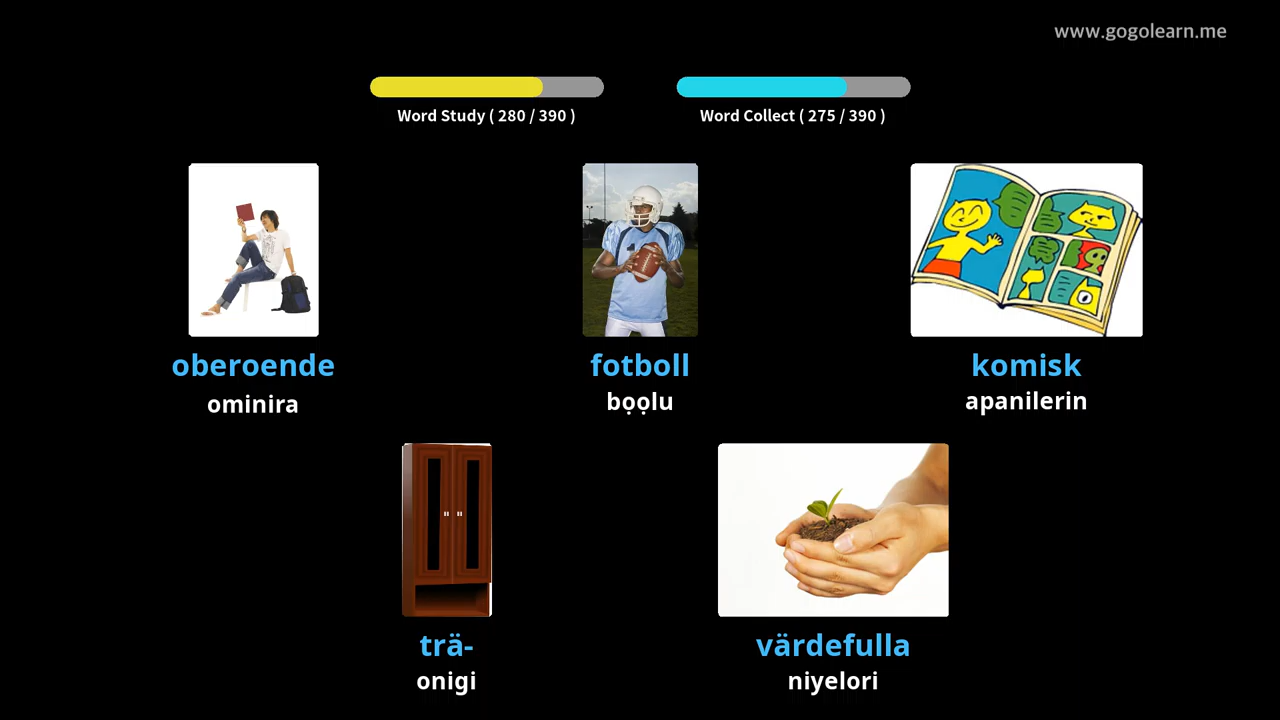 www.gogolearn.me
Word Study ( 280 / 390 )
Word Collect ( 275 / 390 )
oberoende
ominira
fotboll
bọọlu
komisk
apanilerin
trä-
onigi
värdefulla
niyelori